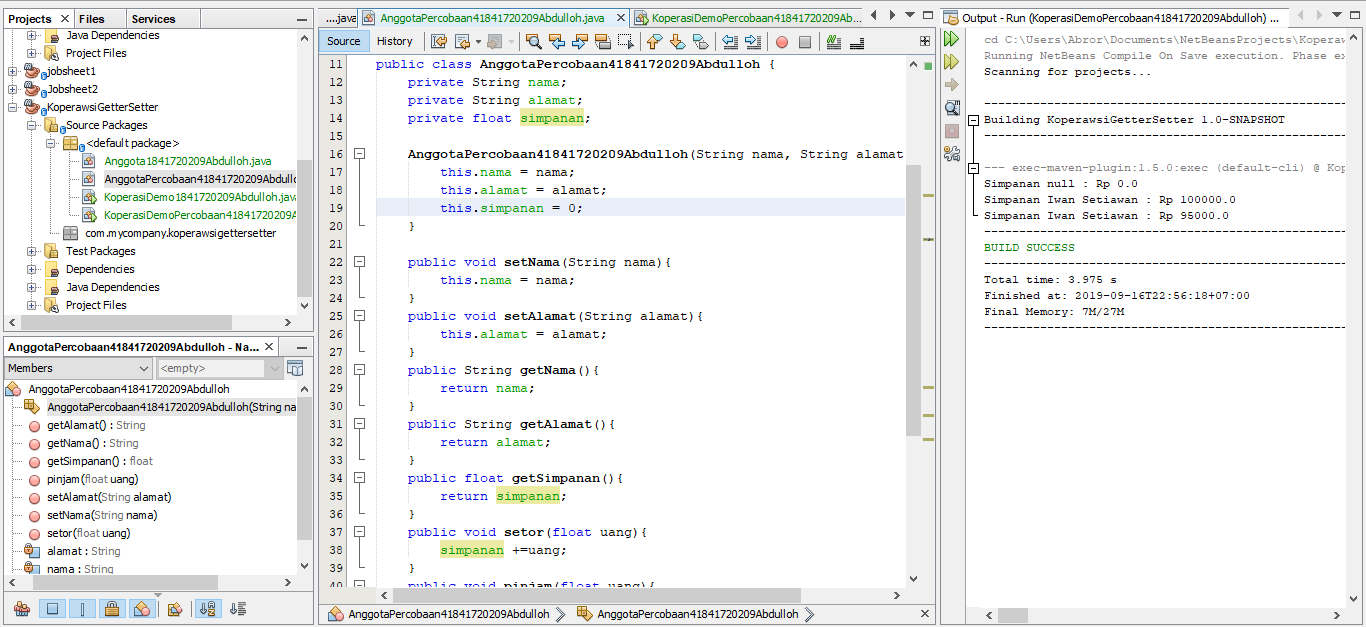 Projects
Files
Services
Java Dependencies
Project Files
jobsheet1
Jobsheet2
KoperawsiGetterSetter
Source Packages
<default package>
Anggota1841720209Abdulloh.java
AnggotaPercobaan41841720209Abdullo
KoperasiDemo1841720209Abdulloh.java
KoperasiDemoPercobaan41841720209A
com.mycompany.koperawsigettersetter
Test Packages
Dependencies
Java Dependencies
Project Files
AnggotaPercobaan41841720209Abdulloh - Na...
Members
<empty>
AnggotaPercobaan41841720209Abdulloh
AnggotaPercobaan41841720209Abdulloh(String na
getAlamat() : String
getNama() : String
getSimpanan() : float
pinjam(float uang)
setAlamat(String alamat)
setNama(String nama)
setor(float uang)
alamat : String
nama : String
....java
AnggotaPercobaan41841720209Abdulloh.java
KoperasiDemoPercobaan41841720209Ab...
Source
History
11 public class AnggotaPercobaan41841720209Abdulloh {
12 private String nama;
13 private String alamat;
14 private float simpanan;
15
16 AnggotaPercobaan41841720209Abdulloh(String nama, String alamat
17 this.nama = nama;
18 this.alamat = alamat;
19 this.simpanan = 0;
20 }
21
22 public void setNama(String nama){
23 this.nama = nama;
24 }
25 public void setAlamat(String alamat){
26 this.alamat = alamat;
27 }
28 public String getNama(){
29 return nama;
30 }
31 public String getAlamat(){
32 return alamat;
33 }
34 public float getSimpanan(){
35 return simpanan;
36 }
37 public void setor(float uang){
38 simpanan +=uang;
39 }
40 public void pinjam(float uang){
AnggotaPercobaan41841720209Abdulloh
AnggotaPercobaan41841720209Abdulloh
Output - Run (KoperasiDemoPercobaan41841720209Abdulloh) ...
cd C:\Users\Abror\Documents\NetBeansProjects\Koperaw
Running NetBeans Compile On Save execution. Phase ex
Scanning for projects...
------------------------------------------------
Building KoperawsiGetterSetter 1.0-SNAPSHOT
------------------------------------------------
--- exec-maven-plugin:1.5.0:exec (default-cli) @ Kop
Simpanan null : Rp 0.0
Simpanan Iwan Setiawan : Rp 100000.0
Simpanan Iwan Setiawan : Rp 95000.0
------------------------------------------------
BUILD SUCCESS
------------------------------------------------
Total time: 3.975 s
Finished at: 2019-09-16T22:56:18+07:00
Final Memory: 7M/27M
------------------------------------------------